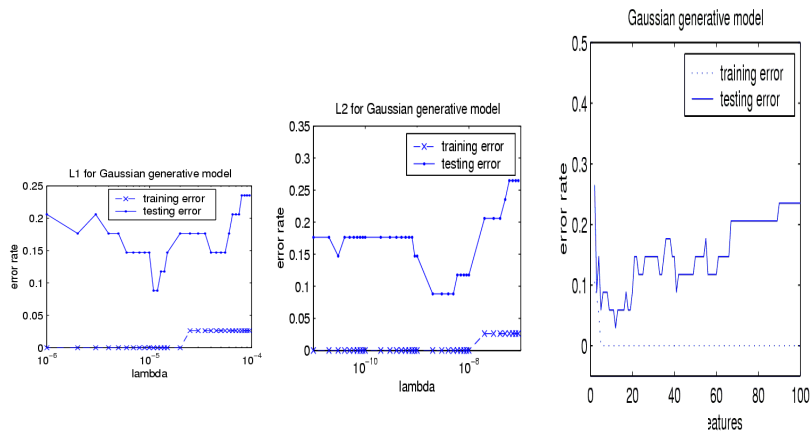 L1 for Gaussian generative model
0.25
0.2
0.15
0.1
0.05
0
error rate
training error
testing error
10⁻⁶
10⁻⁵
10⁻⁴
lambda
L2 for Gaussian generative model
0.35
0.3
0.25
0.2
0.15
0.1
0.05
0
error rate
training error
testing error
10⁻¹⁰
10⁻⁸
lambda
Gaussian generative model
0.5
0.4
0.3
0.2
0.1
0
error rate
training error
testing error
0 20 40 60 80 100
eatures